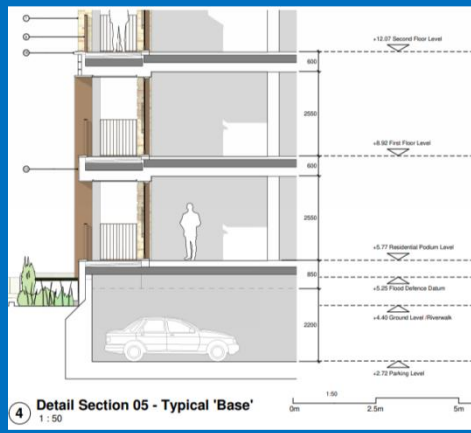 +12.07 Second Floor Level
600
2550
+8.92 First Floor Level
600
2550
+5.77 Residential Podium Level
850
+5.25 Flood Defence Datum
+4.40 Ground Level /Riverwalk
2200
+2.72 Parking Level
4 Detail Section 05 - Typical 'Base'
1 : 50
1:50
0m 2.5m 5m